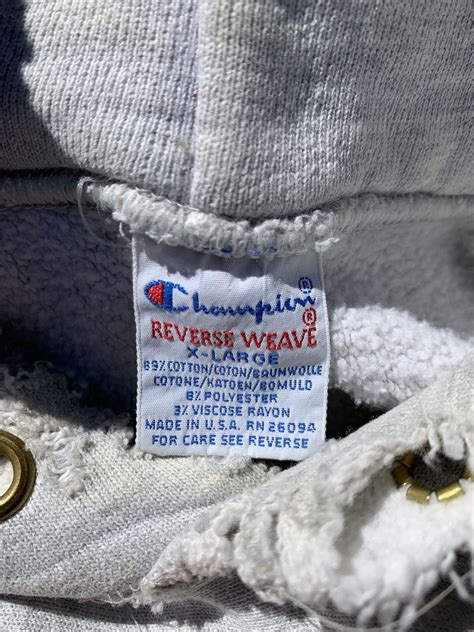 Champion®
REVERSE WEAVE®
X-LARGE
89% COTTON/COTON/BAUMWOLLE
COTONE/KATOEN/BOMULD
8% POLYESTER
3% VISCOSE RAYON
MADE IN U.S.A. RN 26094
FOR CARE SEE REVERSE